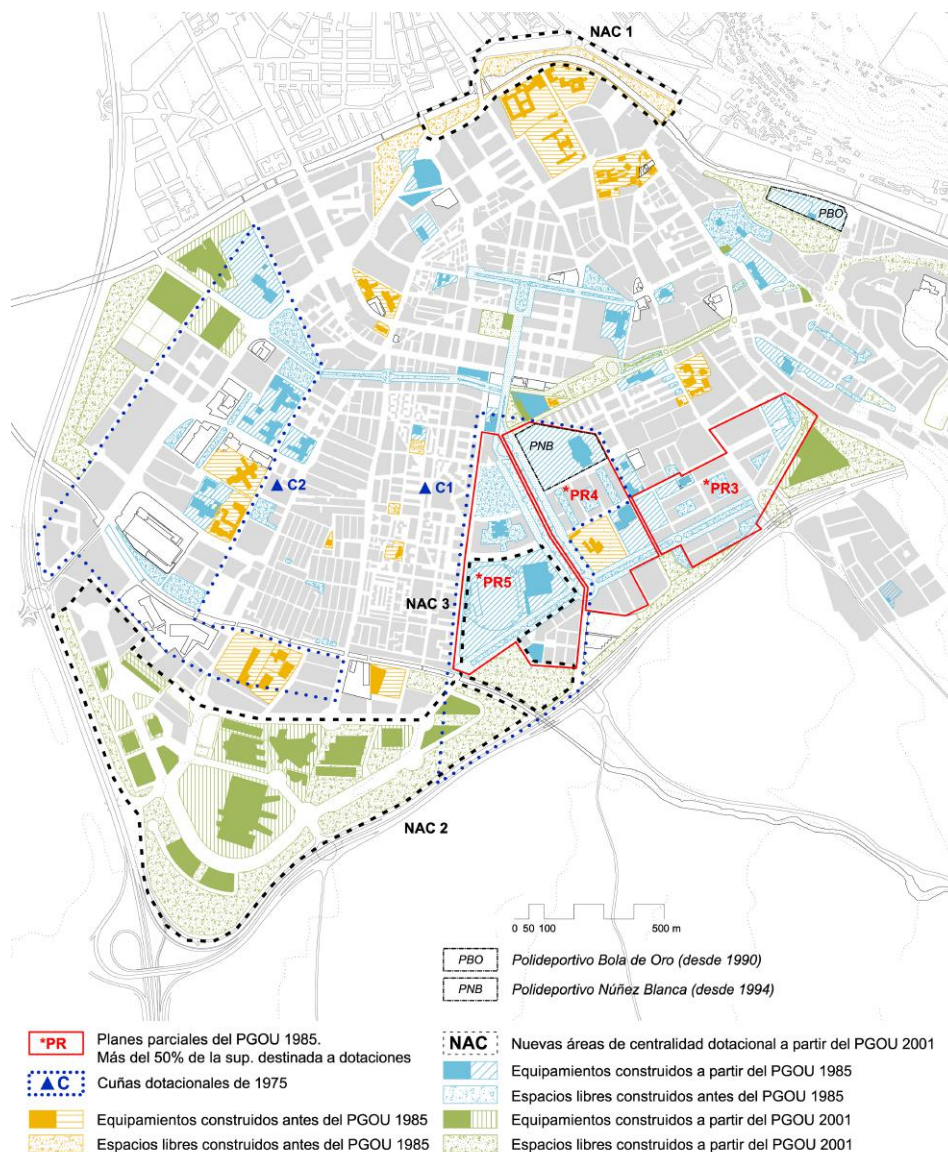 NAC 1
PBO
PNB
C2
C1
*PR4
*PR3
*PR5
NAC 3
NAC 2
0 50 100 500 m
PBO Polideportivo Bola de Oro (desde 1990)
PNB Polideportivo Núñez Blanca (desde 1994)
*PR Planes parciales del PGOU 1985.
Más del 50% de la sup. destinada a dotaciones
C Cuñas dotacionales de 1975
Equipamientos construidos antes del PGOU 1985
Espacios libres construidos antes del PGOU 1985
NAC Nuevas áreas de centralidad dotacional a partir del PGOU 2001
Equipamientos construidos a partir del PGOU 1985
Espacios libres construidos antes del PGOU 1985
Equipamientos construidos a partir del PGOU 2001
Espacios libres construidos a partir del PGOU 2001